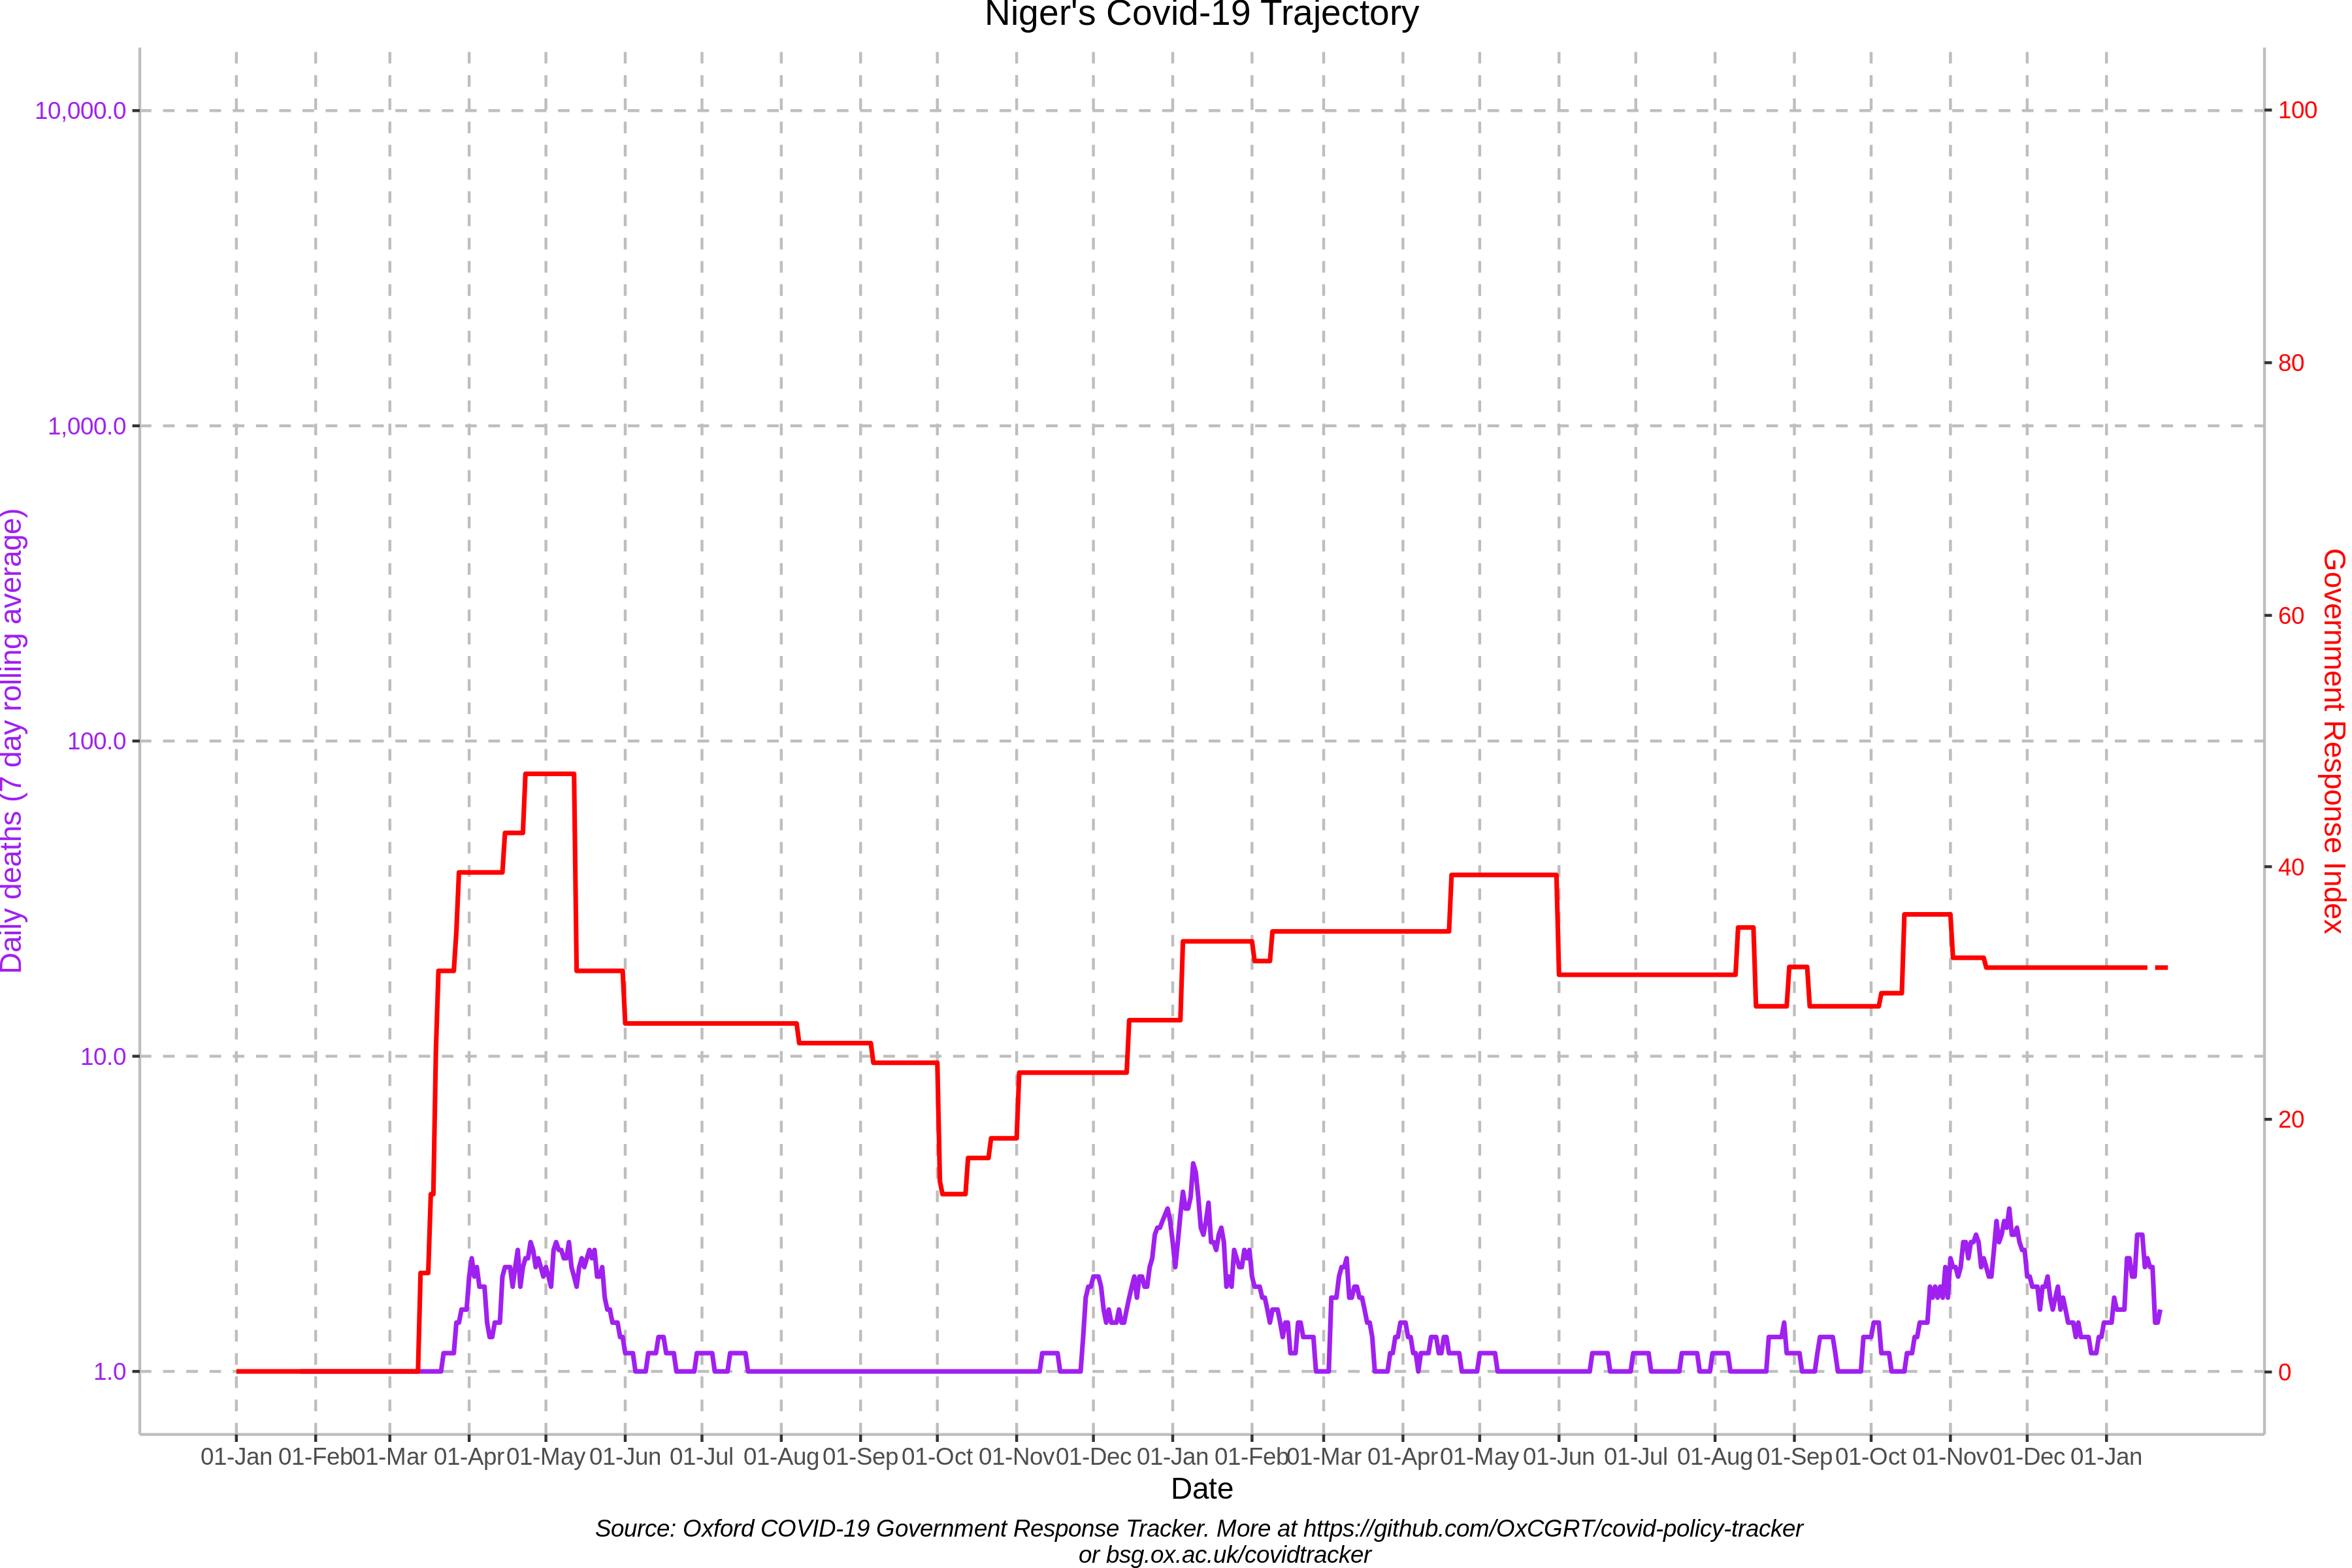 Niger's Covid-19 Trajectory
10,000.0
1,000.0
100.0
10.0
1.0
Daily deaths (7 day rolling average)
100
80
60
40
20
0
Government Response Index
01-Jan 01-Feb 01-Mar 01-Apr 01-May 01-Jun 01-Jul 01-Aug 01-Sep 01-Oct 01-Nov 01-Dec 01-Jan 01-Feb 01-Mar 01-Apr 01-May 01-Jun 01-Jul 01-Aug 01-Sep 01-Oct 01-Nov 01-Dec 01-Jan
Date
Source: Oxford COVID-19 Government Response Tracker. More at https://github.com/OxCGRT/covid-policy-tracker
or bsg.ox.ac.uk/covidtracker